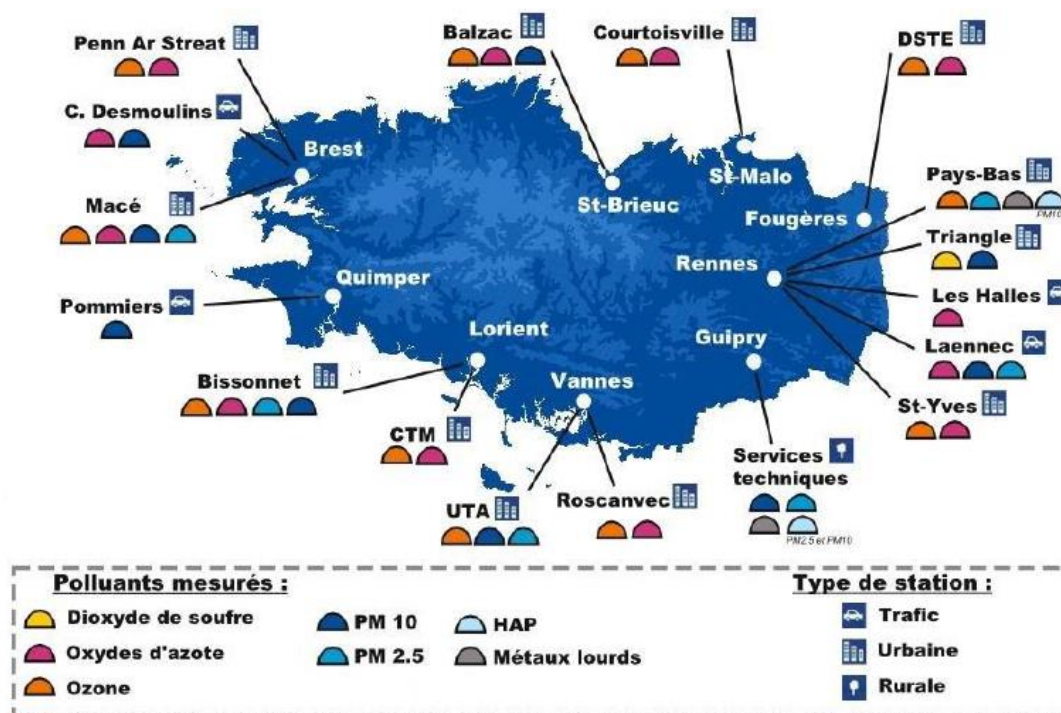 Penn Ar Streat
Balzac
Courtoisville
DSTE
C. Desmoulins
Brest
St-Malo
Pays-Bas
PM10
St-Brieuc
Macé
Fougères
Triangle
Rennes
Quimper
Les Halles
Pommiers
Lorient
Guipry
Laennec
Bissonnet
Vannes
St-Yves
CTM
Services
techniques
UTA
Roscanvec
PM2.5 et PM10
Polluants mesurés :
Type de station :
Dioxyde de soufre
PM 10
HAP
Trafic
Oxydes d'azote
PM 2.5
Métaux lourds
Urbaine
Ozone
Rurale